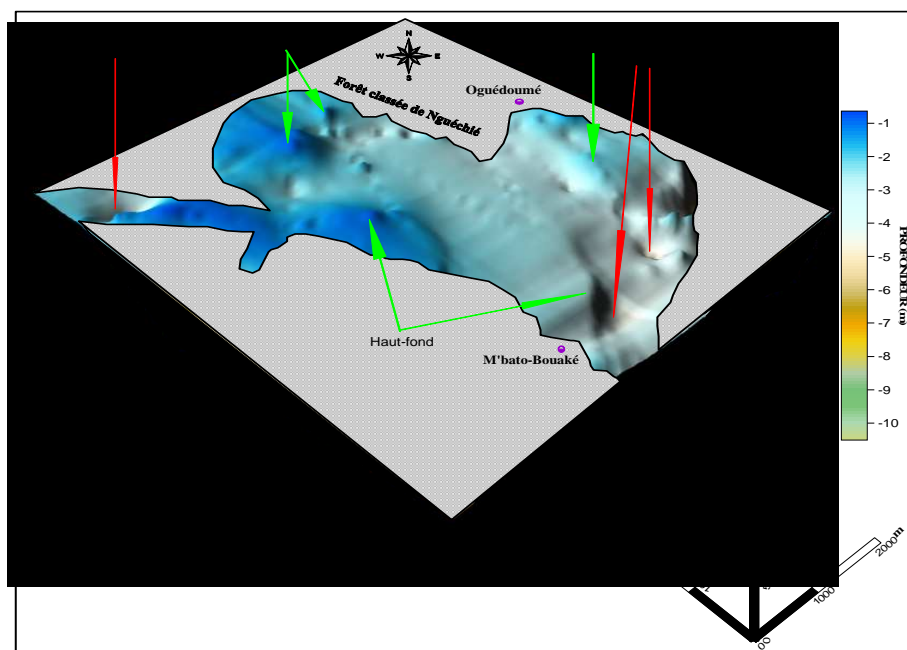 N
W E
S
Forêt classée de Nguéchié
Oguédoumé
Haut-fond
M'bato-Bouaké
-1
-2
-3
-4
-5
-6
-7
-8
-9
-10
PROFONDEUR (m)
2000m
1000
00